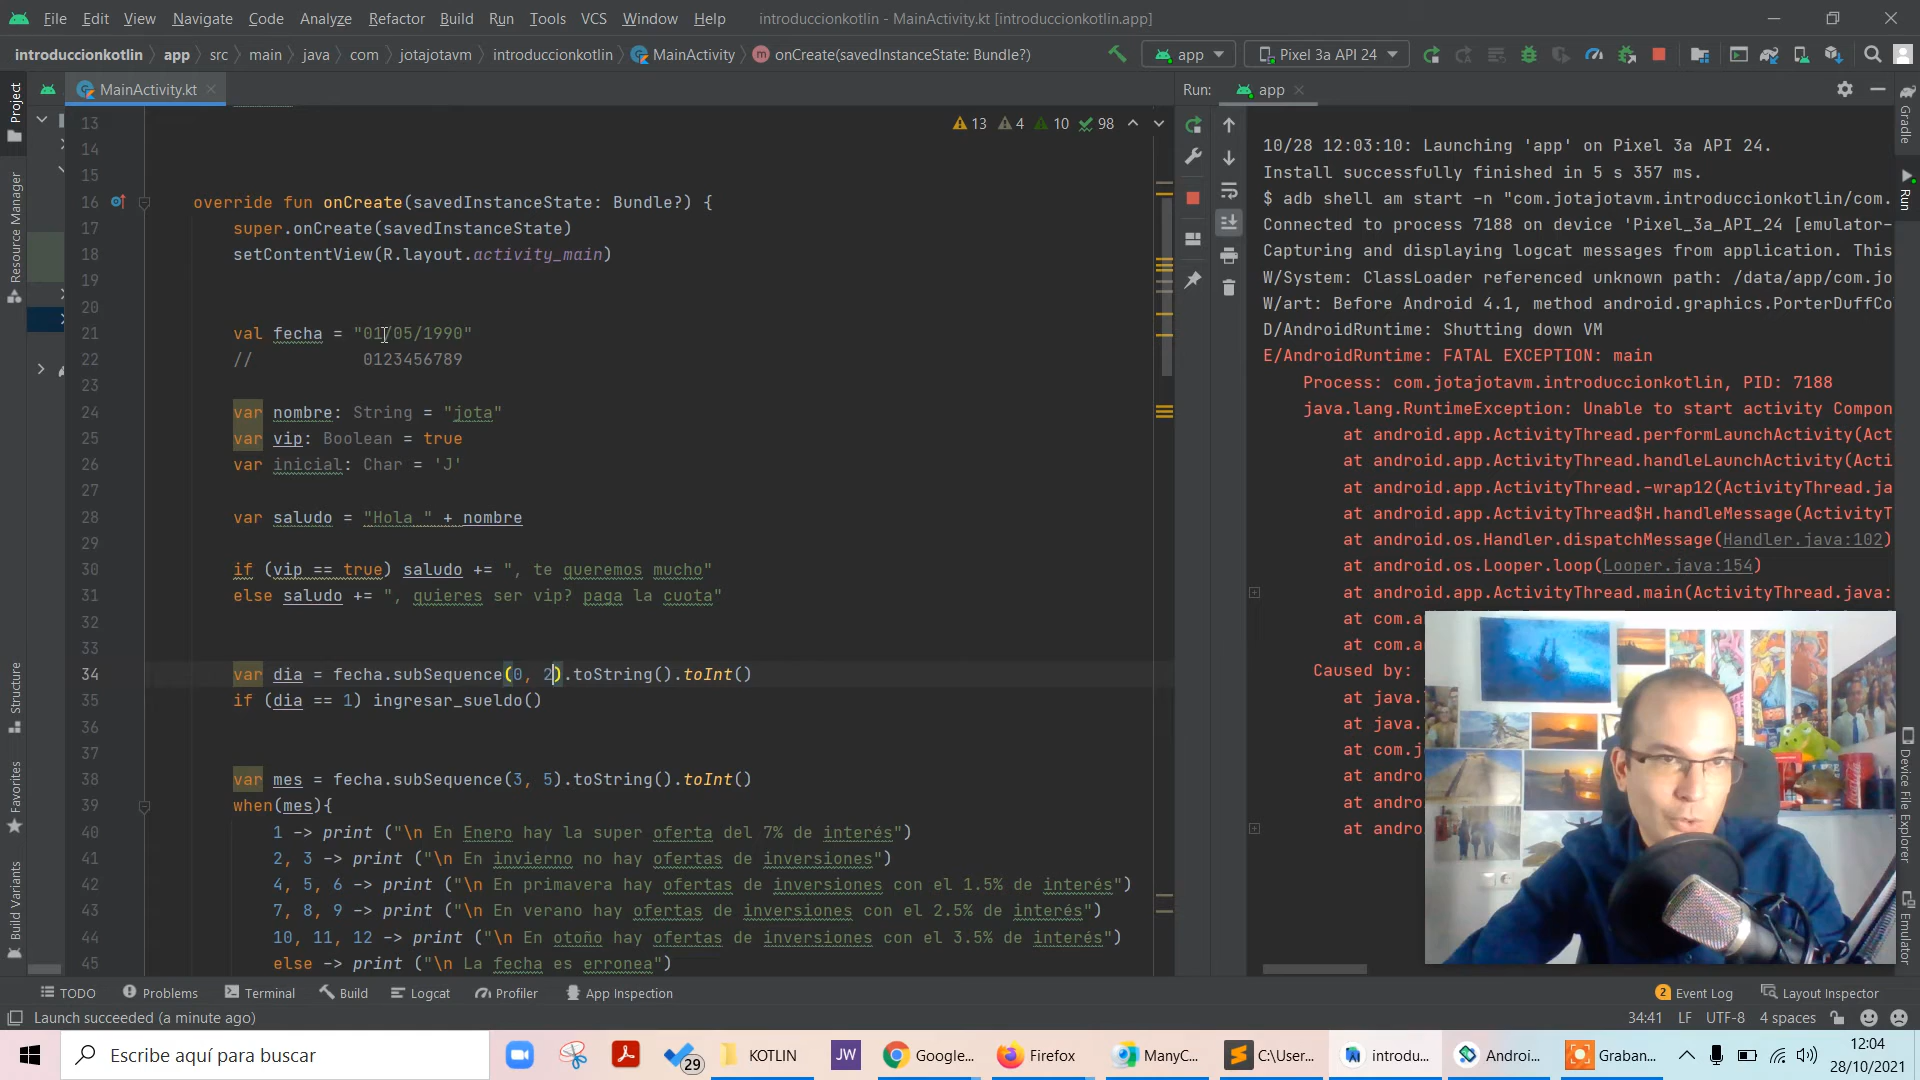 File Edit View Navigate Code Analyze Refactor Build Run Tools VCS Window Help introduccionkotlin - MainActivity.kt [introduccionkotlin.app]
introduccionkotlin app src main java com jotajotavm introduccionkotlin MainActivity onCreate(savedInstanceState: Bundle?) app Pixel 3a API 24
MainActivity.kt
Run: app
13 4 10 98
13
14
15
16 override fun onCreate(savedInstanceState: Bundle?) {
17 super.onCreate(savedInstanceState)
18 setContentView(R.layout.activity_main)
19
20
21 val fecha = "01/05/1990"
22 // 0123456789
23
24 var nombre: String = "jota"
25 var vip: Boolean = true
26 var inicial: Char = 'J'
27
28 var saludo = "Hola " + nombre
29
30 if (vip == true) saludo += ", te queremos mucho"
31 else saludo += ", quieres ser vip? paga la cuota"
32
33
34 var dia = fecha.subSequence(0, 2).toString().toInt()
35 if (dia == 1) ingresar_sueldo()
36
37
38 var mes = fecha.subSequence(3, 5).toString().toInt()
39 when(mes){
40 1 -> print ("\n En Enero hay la super oferta del 7% de interés")
41 2, 3 -> print ("\n En invierno no hay ofertas de inversiones")
42 4, 5, 6 -> print ("\n En primavera hay ofertas de inversiones con el 1.5% de interés")
43 7, 8, 9 -> print ("\n En verano hay ofertas de inversiones con el 2.5% de interés")
44 10, 11, 12 -> print ("\n En otoño hay ofertas de inversiones con el 3.5% de interés")
45 else -> print ("\n La fecha es erronea")
10/28 12:03:10: Launching 'app' on Pixel 3a API 24.
Install successfully finished in 5 s 357 ms.
$ adb shell am start -n "com.jotajotavm.introduccionkotlin/com.
Connected to process 7188 on device 'Pixel_3a_API_24 [emulator-
Capturing and displaying logcat messages from application. This
W/System: ClassLoader referenced unknown path: /data/app/com.jo
W/art: Before Android 4.1, method android.graphics.PorterDuffCo
D/AndroidRuntime: Shutting down VM
E/AndroidRuntime: FATAL EXCEPTION: main
Process: com.jotajotavm.introduccionkotlin, PID: 7188
java.lang.RuntimeException: Unable to start activity Compon
at android.app.ActivityThread.performLaunchActivity(Act
at android.app.ActivityThread.handleLaunchActivity(Acti
at android.app.ActivityThread.-wrap12(ActivityThread.ja
at android.app.ActivityThread$H.handleMessage(ActivityT
at android.os.Handler.dispatchMessage(Handler.java:102)
at android.os.Looper.loop(Looper.java:154)
at android.app.ActivityThread.main(ActivityThread.java:
at com.a
at com.a
Caused by:
at java.
at java.
at com.j
at andro
at andro
at andro
Project
Resource Manager
Structure
Favorites
Build Variants
Gradle
Run
Device File Explorer
Emulator
TODO Problems Terminal Build Logcat Profiler App Inspection 2 Event Log Layout Inspector
Launch succeeded (a minute ago) 34:41 LF UTF-8 4 spaces
Escribe aquí para buscar 29 KOTLIN JW Google... Firefox ManyC... C:\User... introdu... Androi... Graban...
12:04
28/10/2021